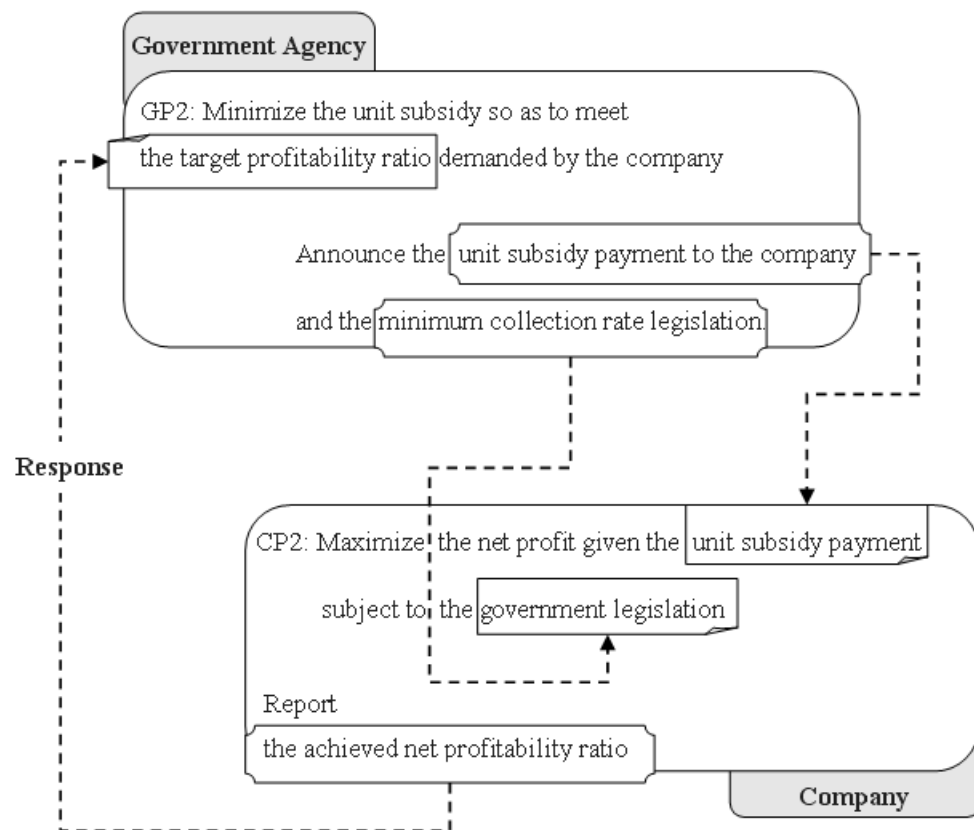 Government Agency
GP2: Minimize the unit subsidy so as to meet
the target profitability ratio demanded by the company
Announce the unit subsidy payment to the company
and the minimum collection rate legislation.
Response
CP2: Maximize the net profit given the unit subsidy payment
subject to the government legislation
Report
the achieved net profitability ratio
Company